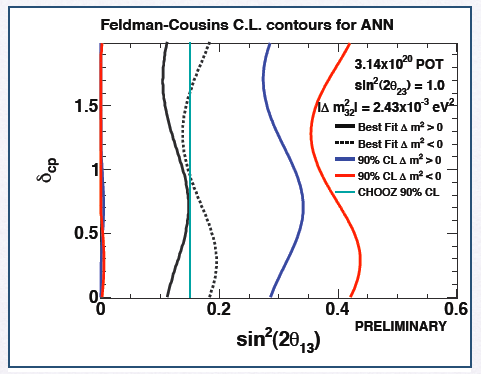 Feldman-Cousins C.L. contours for ANN
3.14x10²⁰ POT
sin²(2θ₂₃) = 1.0
|Δ m²₃₂| = 2.43x10⁻³ eV²
Best Fit Δ m² > 0
Best Fit Δ m² < 0
90% CL Δ m² > 0
90% CL Δ m² < 0
CHOOZ 90% CL
δcp
1.5
1
0.5
0
0 0.2 0.4 0.6
PRELIMINARY
sin²(2θ₁₃)